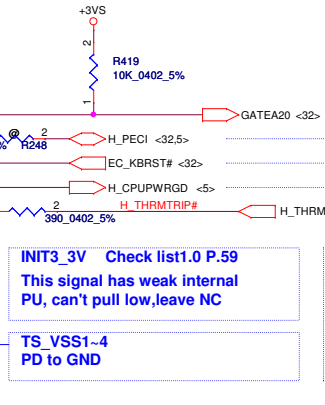 +3VS
2
R419
10K_0402_5%
1
GATEA20 <32>
@
2
H_PECI <32,5>
%
R248
EC_KBRST# <32>
H_CPUPWRGD <5>
2
H_THRMTRIP#
H_THRM
390_0402_5%
INIT3_3V Check list1.0 P.59
This signal has weak internal
PU, can't pull low,leave NC
TS_VSS1~4
PD to GND